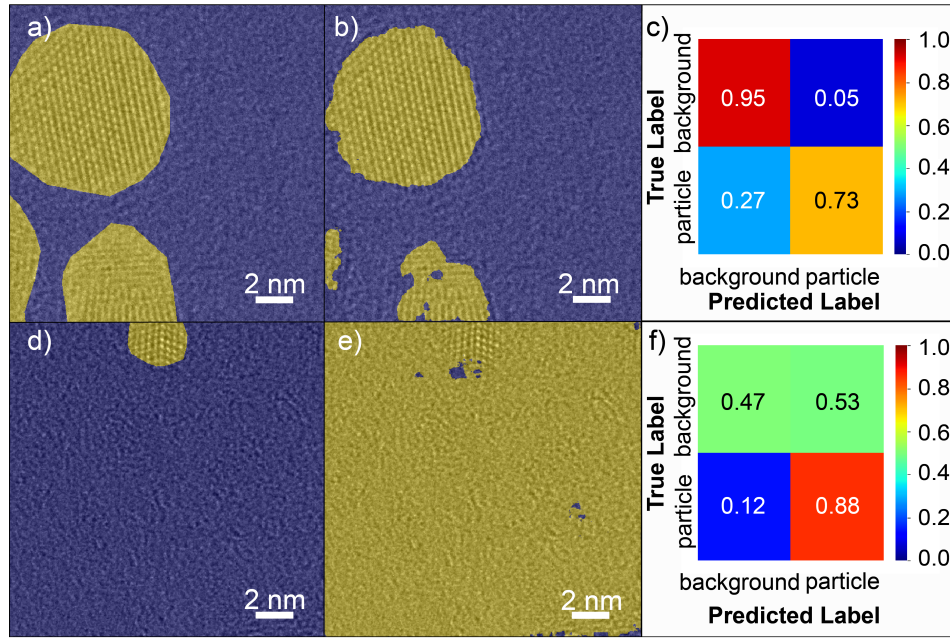 a)
2 nm
b)
2 nm
c)
True Label
background
particle
0.95
0.05
0.27
0.73
background particle
Predicted Label
1.0
0.8
0.6
0.4
0.2
0.0
d)
2 nm
e)
2 nm
f)
True Label
background
particle
0.47
0.53
0.12
0.88
background particle
Predicted Label
1.0
0.8
0.6
0.4
0.2
0.0